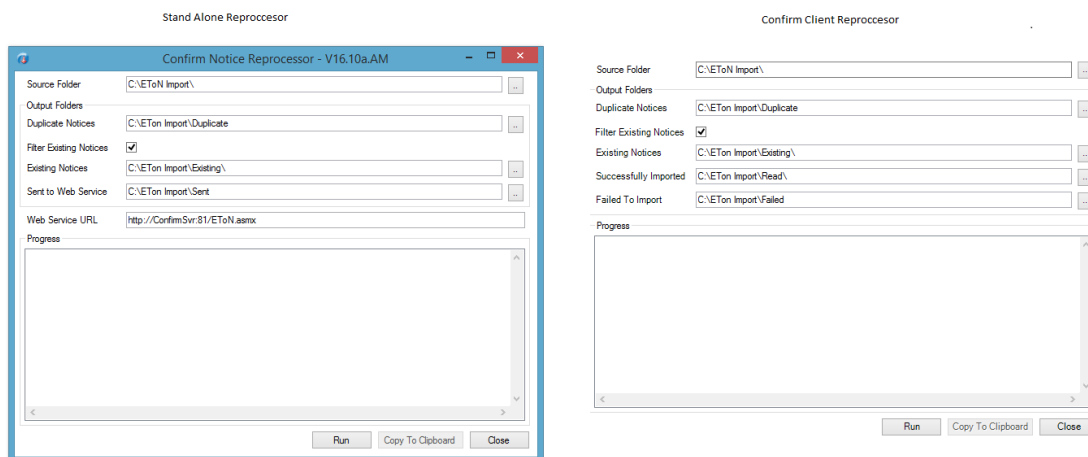 Stand Alone Reproccesor
Confirm Notice Reprocessor - V16.10a.AM
Source Folder C:\EToN Import\ ..
Output Folders
Duplicate Notices C:\ETon Import\Duplicate ..
Filter Existing Notices
Existing Notices C:\ETon Import\Existing\ ..
Sent to Web Service C:\ETon Import\Sent ..
Web Service URL http://ConfirmSvr:81/EToN.asmx
Progress
Run Copy To Clipboard Close
Confirm Client Reproccesor
Source Folder C:\EToN Import\ ..
Output Folders
Duplicate Notices C:\ETon Import\Duplicate ..
Filter Existing Notices
Existing Notices C:\ETon Import\Existing\ ..
Successfully Imported C:\ETon Import\Read\ ..
Failed To Import C:\ETon Import\Failed ..
Progress
Run Copy To Clipboard Close